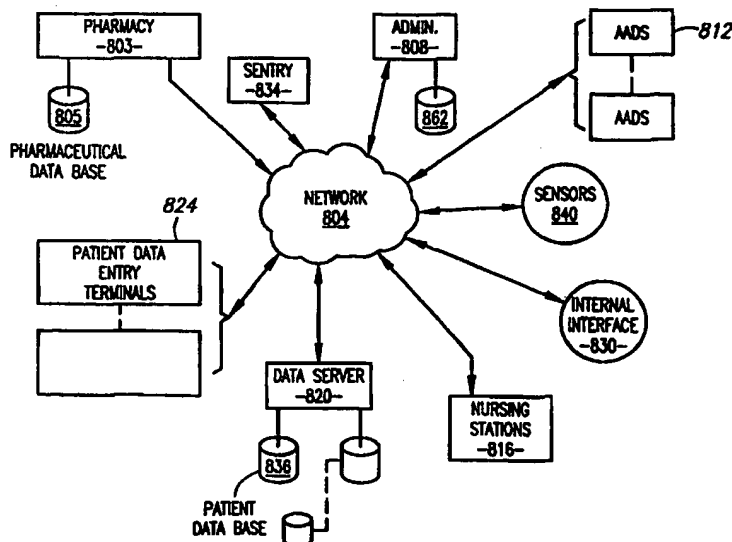 PHARMACY
-803-
805
PHARMACEUTICAL
DATA BASE
SENTRY
-834-
ADMIN.
-808-
862
AADS
812
AADS
NETWORK
804
SENSORS
840
824
PATIENT DATA
ENTRY
TERMINALS
INTERNAL
INTERFACE
-830-
DATA SERVER
-820-
836
PATIENT
DATA BASE
NURSING
STATIONS
-816-